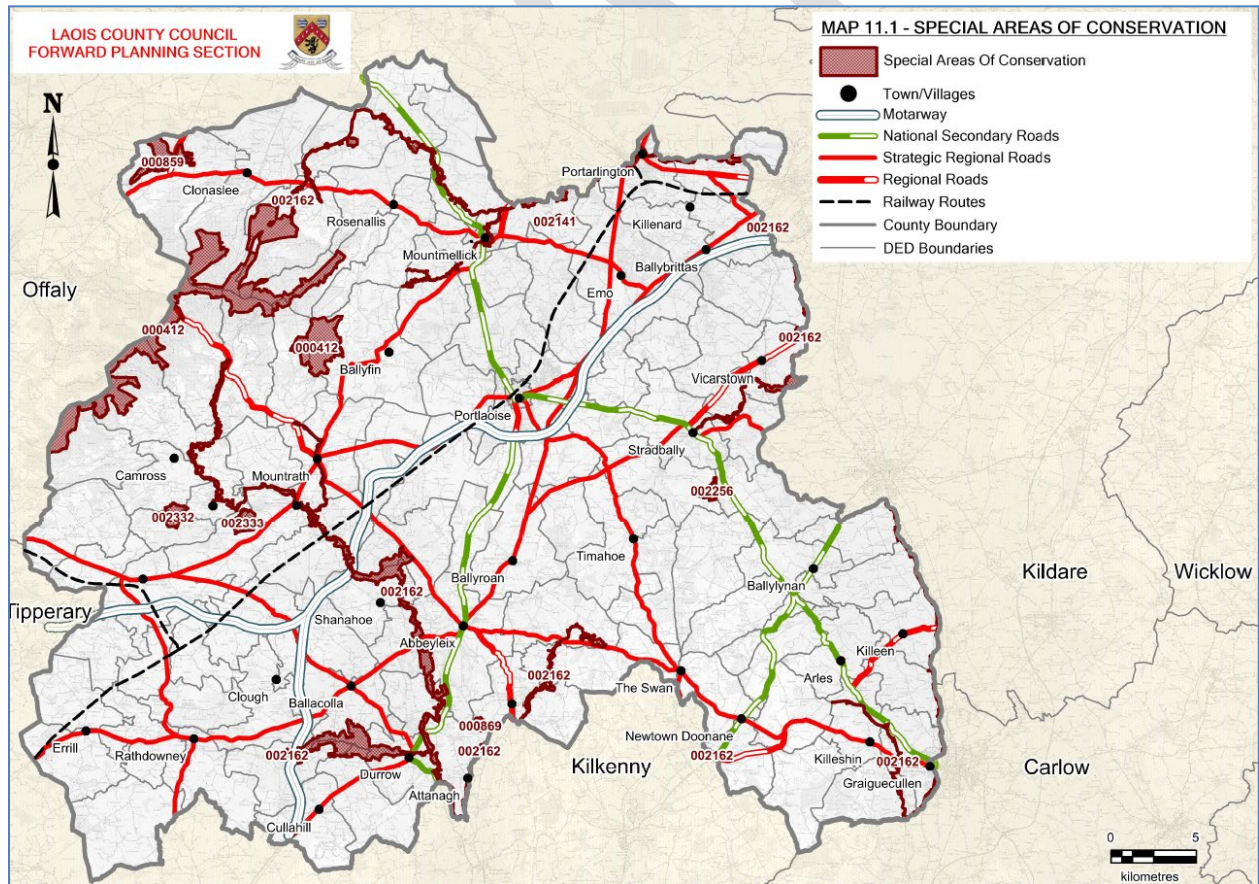 LAOIS COUNTY COUNCIL
FORWARD PLANNING SECTION
MAP 11.1 - SPECIAL AREAS OF CONSERVATION
Special Areas Of Conservation
Town/Villages
Motarway
National Secondary Roads
Strategic Regional Roads
Regional Roads
Railway Routes
County Boundary
DED Boundaries
N
000859
Clonaslee
002162
Rosenallis
Portarlington
002141
Killenard
002162
Mountmellick
Ballybrittas
Offaly
Emo
000412
000412
Ballyfin
002162
Vicarstown
Portlaoise
Stradbally
Camross
Mountrath
002256
002332
002333
Timahoe
Ballyroan
Ballylynan
Kildare
Wicklow
Tipperary
002162
Shanahoe
Abbeyleix
Killeen
Clough
Ballacolla
002162
The Swan
Arles
000869
Newtown Doonane
Errill
Rathdowney
002162
002162
002162
Killeshin
002162
Durrow
Kilkenny
Graiguecullen
Carlow
Attanagh
Cullahill
0 5
kilometres